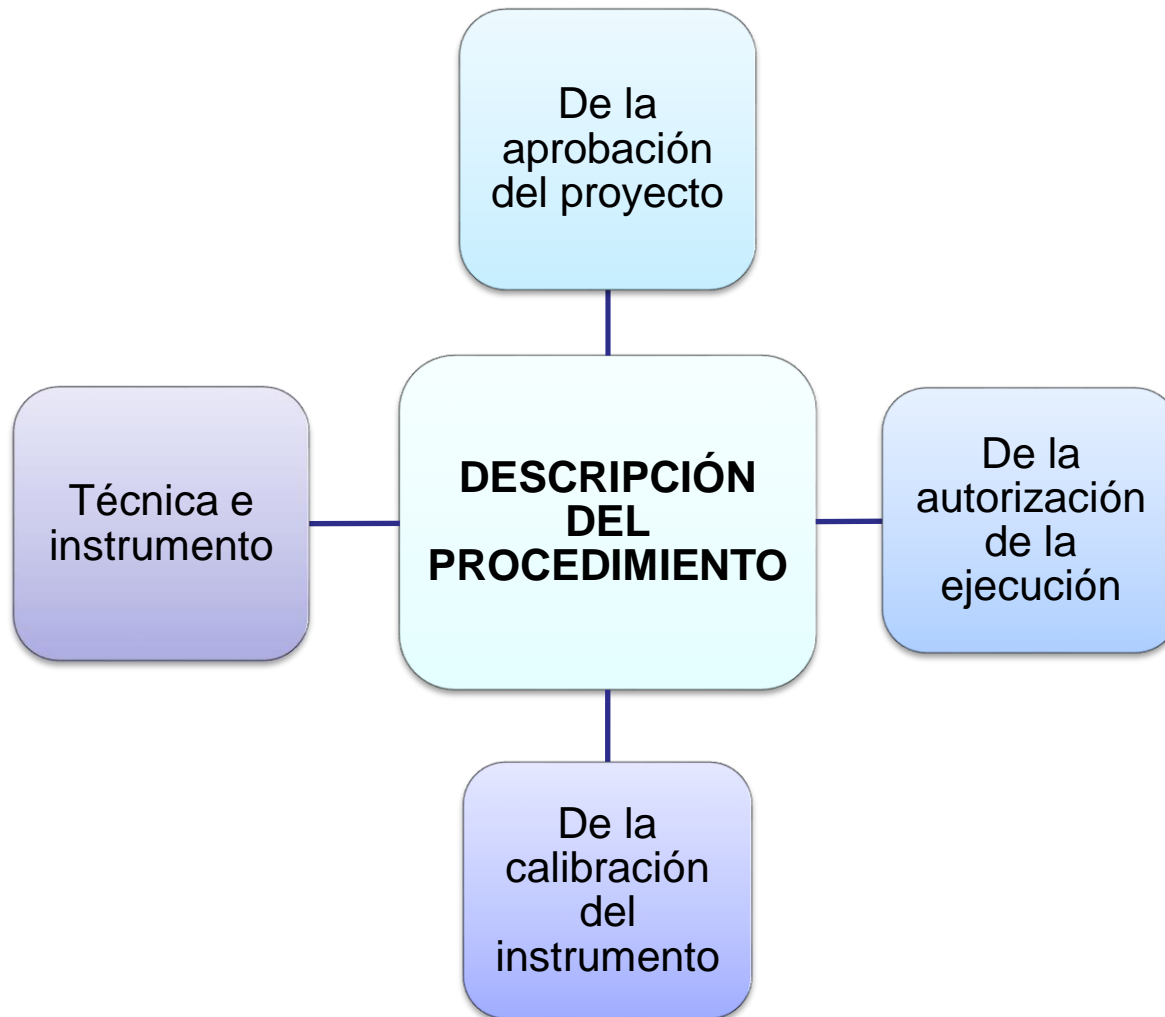 De la
aprobación
del proyecto
Técnica e
instrumento
DESCRIPCIÓN
DEL
PROCEDIMIENTO
De la
autorización
de la
ejecución
De la
calibración
del
instrumento